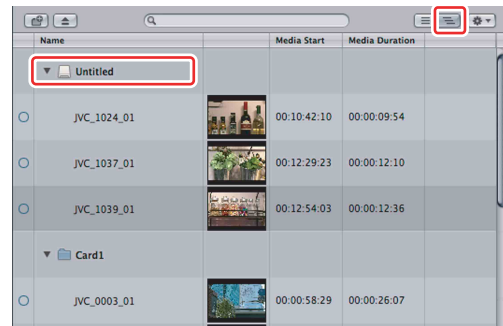 Name Media Start Media Duration
Untitled
JVC_1024_01 00:10:42:10 00:00:09:54
JVC_1037_01 00:12:29:23 00:00:12:10
JVC_1039_01 00:12:54:03 00:00:12:36
Card1
JVC_0003_01 00:00:58:29 00:00:26:07